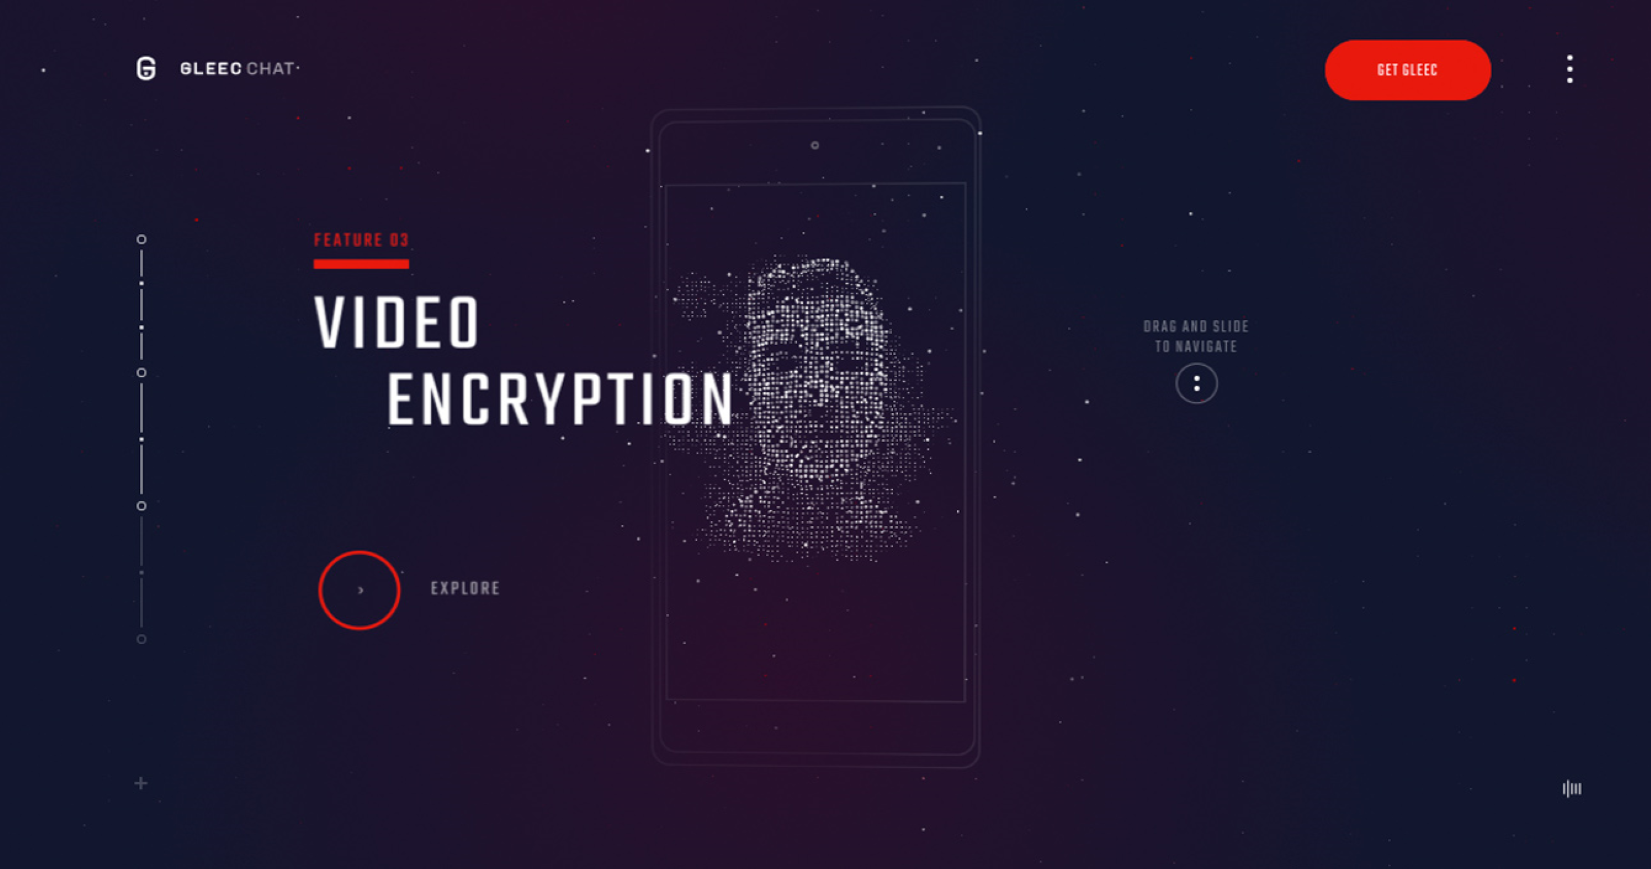 GLEEC CHAT
GET GLEEC
FEATURE 03
VIDEO
ENCRYPTION
DRAG AND SLIDE
TO NAVIGATE
EXPLORE